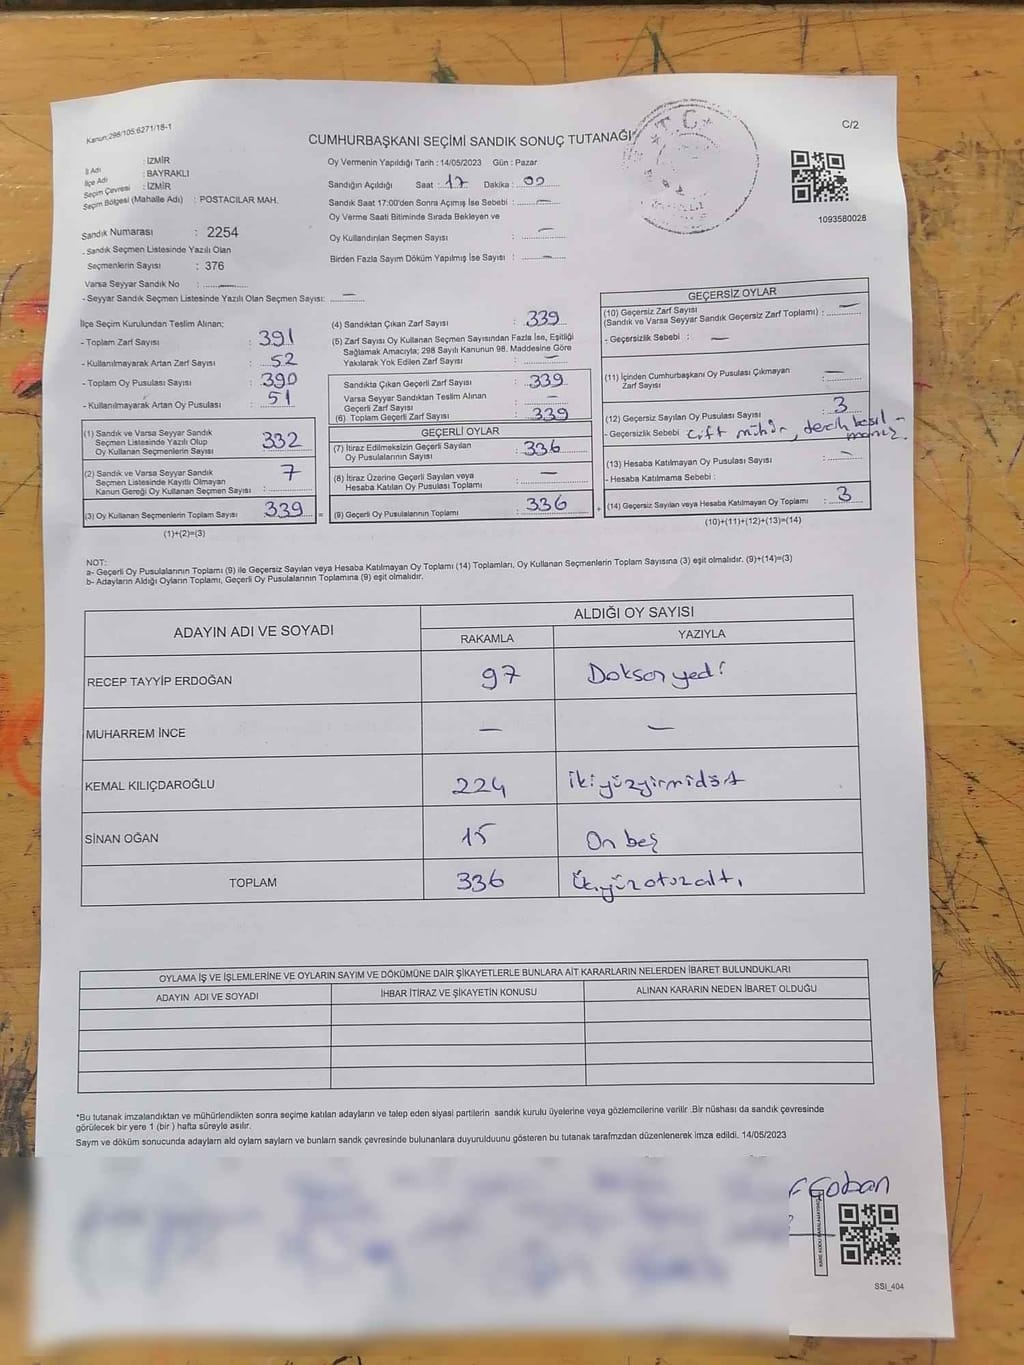 Kanun:298/105;6271/18-1
CUMHURBAŞKANI SEÇİMİ SANDIK SONUÇ TUTANAĞI
C/2
T.C.
İl Adı : İZMİR
İlçe Adı : BAYRAKLI
Seçim Çevresi : İZMİR
Seçim Bölgesi (Mahalle Adı) : POSTACILAR MAH.
Sandık Numarası : 2254
- Sandık Seçmen Listesinde Yazılı Olan
Seçmenlerin Sayısı : 376
Varsa Seyyar Sandık No : —
- Seyyar Sandık Seçmen Listesinde Yazılı Olan Seçmen Sayısı: —
Oy Vermenin Yapıldığı Tarih : 14/05/2023 Gün : Pazar
Sandığın Açıldığı Saat : 17 Dakika : 00
Sandık Saat 17:00'den Sonra Açımış İse Sebebi : —
Oy Verme Saati Bitiminde Sırada Bekleyen ve
Oy Kullandırılan Seçmen Sayısı : —
Birden Fazla Sayım Döküm Yapılmış İse Sayısı : —
1093580028
İlçe Seçim Kurulundan Teslim Alınan;
- Toplam Zarf Sayısı : 391
- Kullanılmayarak Artan Zarf Sayısı : 52
- Toplam Oy Pusulası Sayısı : 390
- Kullanılmayarak Artan Oy Pusulası : 51
(1) Sandık ve Varsa Seyyar Sandık
Seçmen Listesinde Yazılı Olup
Oy Kullanan Seçmenlerin Sayısı : 332
(2) Sandık ve Varsa Seyyar Sandık
Seçmen Listesinde Kayıtlı Olmayan
Kanun Gereği Oy Kullanan Seçmen Sayısı : 7
(3) Oy Kullanan Seçmenlerin Toplam Sayısı : 339
(1)+(2)=(3)
(4) Sandıktan Çıkan Zarf Sayısı : 339
(5) Zarf Sayısı Oy Kullanan Seçmen Sayısından Fazla İse, Eşitliği
Sağlamak Amacıyla; 298 Sayılı Kanunun 98. Maddesine Göre
Yakılarak Yok Edilen Zarf Sayısı : —
Sandıkta Çıkan Geçerli Zarf Sayısı : 339
Varsa Seyyar Sandıktan Teslim Alınan
Geçerli Zarf Sayısı : —
(6) Toplam Geçerli Zarf Sayısı : 339
GEÇERLİ OYLAR
(7) İtiraz Edilmeksizin Geçerli Sayılan
Oy Pusulalarının Sayısı : 336
(8) İtiraz Üzerine Geçerli Sayılan veya
Hesaba Katılan Oy Pusulası Toplamı : —
= (9) Geçerli Oy Pusulalarının Toplamı : 336
GEÇERSİZ OYLAR
(10) Geçersiz Zarf Sayısı
(Sandık ve Varsa Seyyar Sandık Geçersiz Zarf Toplamı) : —
- Geçersizlik Sebebi : —
(11) İçinden Cumhurbaşkanı Oy Pusulası Çıkmayan
Zarf Sayısı : —
(12) Geçersiz Sayılan Oy Pusulası Sayısı : 3
- Geçersizlik Sebebi : çift mühür, tercih basıl-
mamış.
(13) Hesaba Katılmayan Oy Pusulası Sayısı : —
- Hesaba Katılmama Sebebi :
+ (14) Geçersiz Sayılan veya Hesaba Katılmayan Oy Toplamı : 3
(10)+(11)+(12)+(13)=(14)
NOT:
a- Geçerli Oy Pusulalarının Toplamı (9) ile Geçersiz Sayılan veya Hesaba Katılmayan Oy Toplamı (14) Toplamları, Oy Kullanan Seçmenlerin Toplam Sayısına (3) eşit olmalıdır. (9)+(14)=(3)
b- Adayların Aldığı Oyların Toplamı, Geçerli Oy Pusulalarının Toplamına (9) eşit olmalıdır.
ADAYIN ADI VE SOYADI
ALDIĞI OY SAYISI
RAKAMLA YAZIYLA
RECEP TAYYİP ERDOĞAN 97 Doksan yedi
MUHARREM İNCE — —
KEMAL KILIÇDAROĞLU 224 ikiyüzyirmidört
SİNAN OĞAN 15 On beş
TOPLAM 336 ikiyüzotuzaltı
OYLAMA İŞ VE İŞLEMLERİNE VE OYLARIN SAYIM VE DÖKÜMÜNE DAİR ŞİKAYETLERLE BUNLARA AİT KARARLARIN NELERDEN İBARET BULUNDUKLARI
ADAYIN ADI VE SOYADI İHBAR İTİRAZ VE ŞİKAYETİN KONUSU ALINAN KARARIN NEDEN İBARET OLDUĞU
*Bu tutanak imzalandıktan ve mühürlendikten sonra seçime katılan adayların ve talep eden siyasi partilerin sandık kurulu üyelerine veya gözlemcilerine verilir .Bir nüshası da sandık çevresinde
görülecek bir yere 1 (bir ) hafta süreyle asılır.
Sayım ve döküm sonucunda adayların ald oyların sayları ve bunların sandk çevresinde bulunanlara duyurulduunu gösteren bu tutanak tarafmzdan düzenlenerek imza edildi. 14/05/2023
Çoban
SSI_404